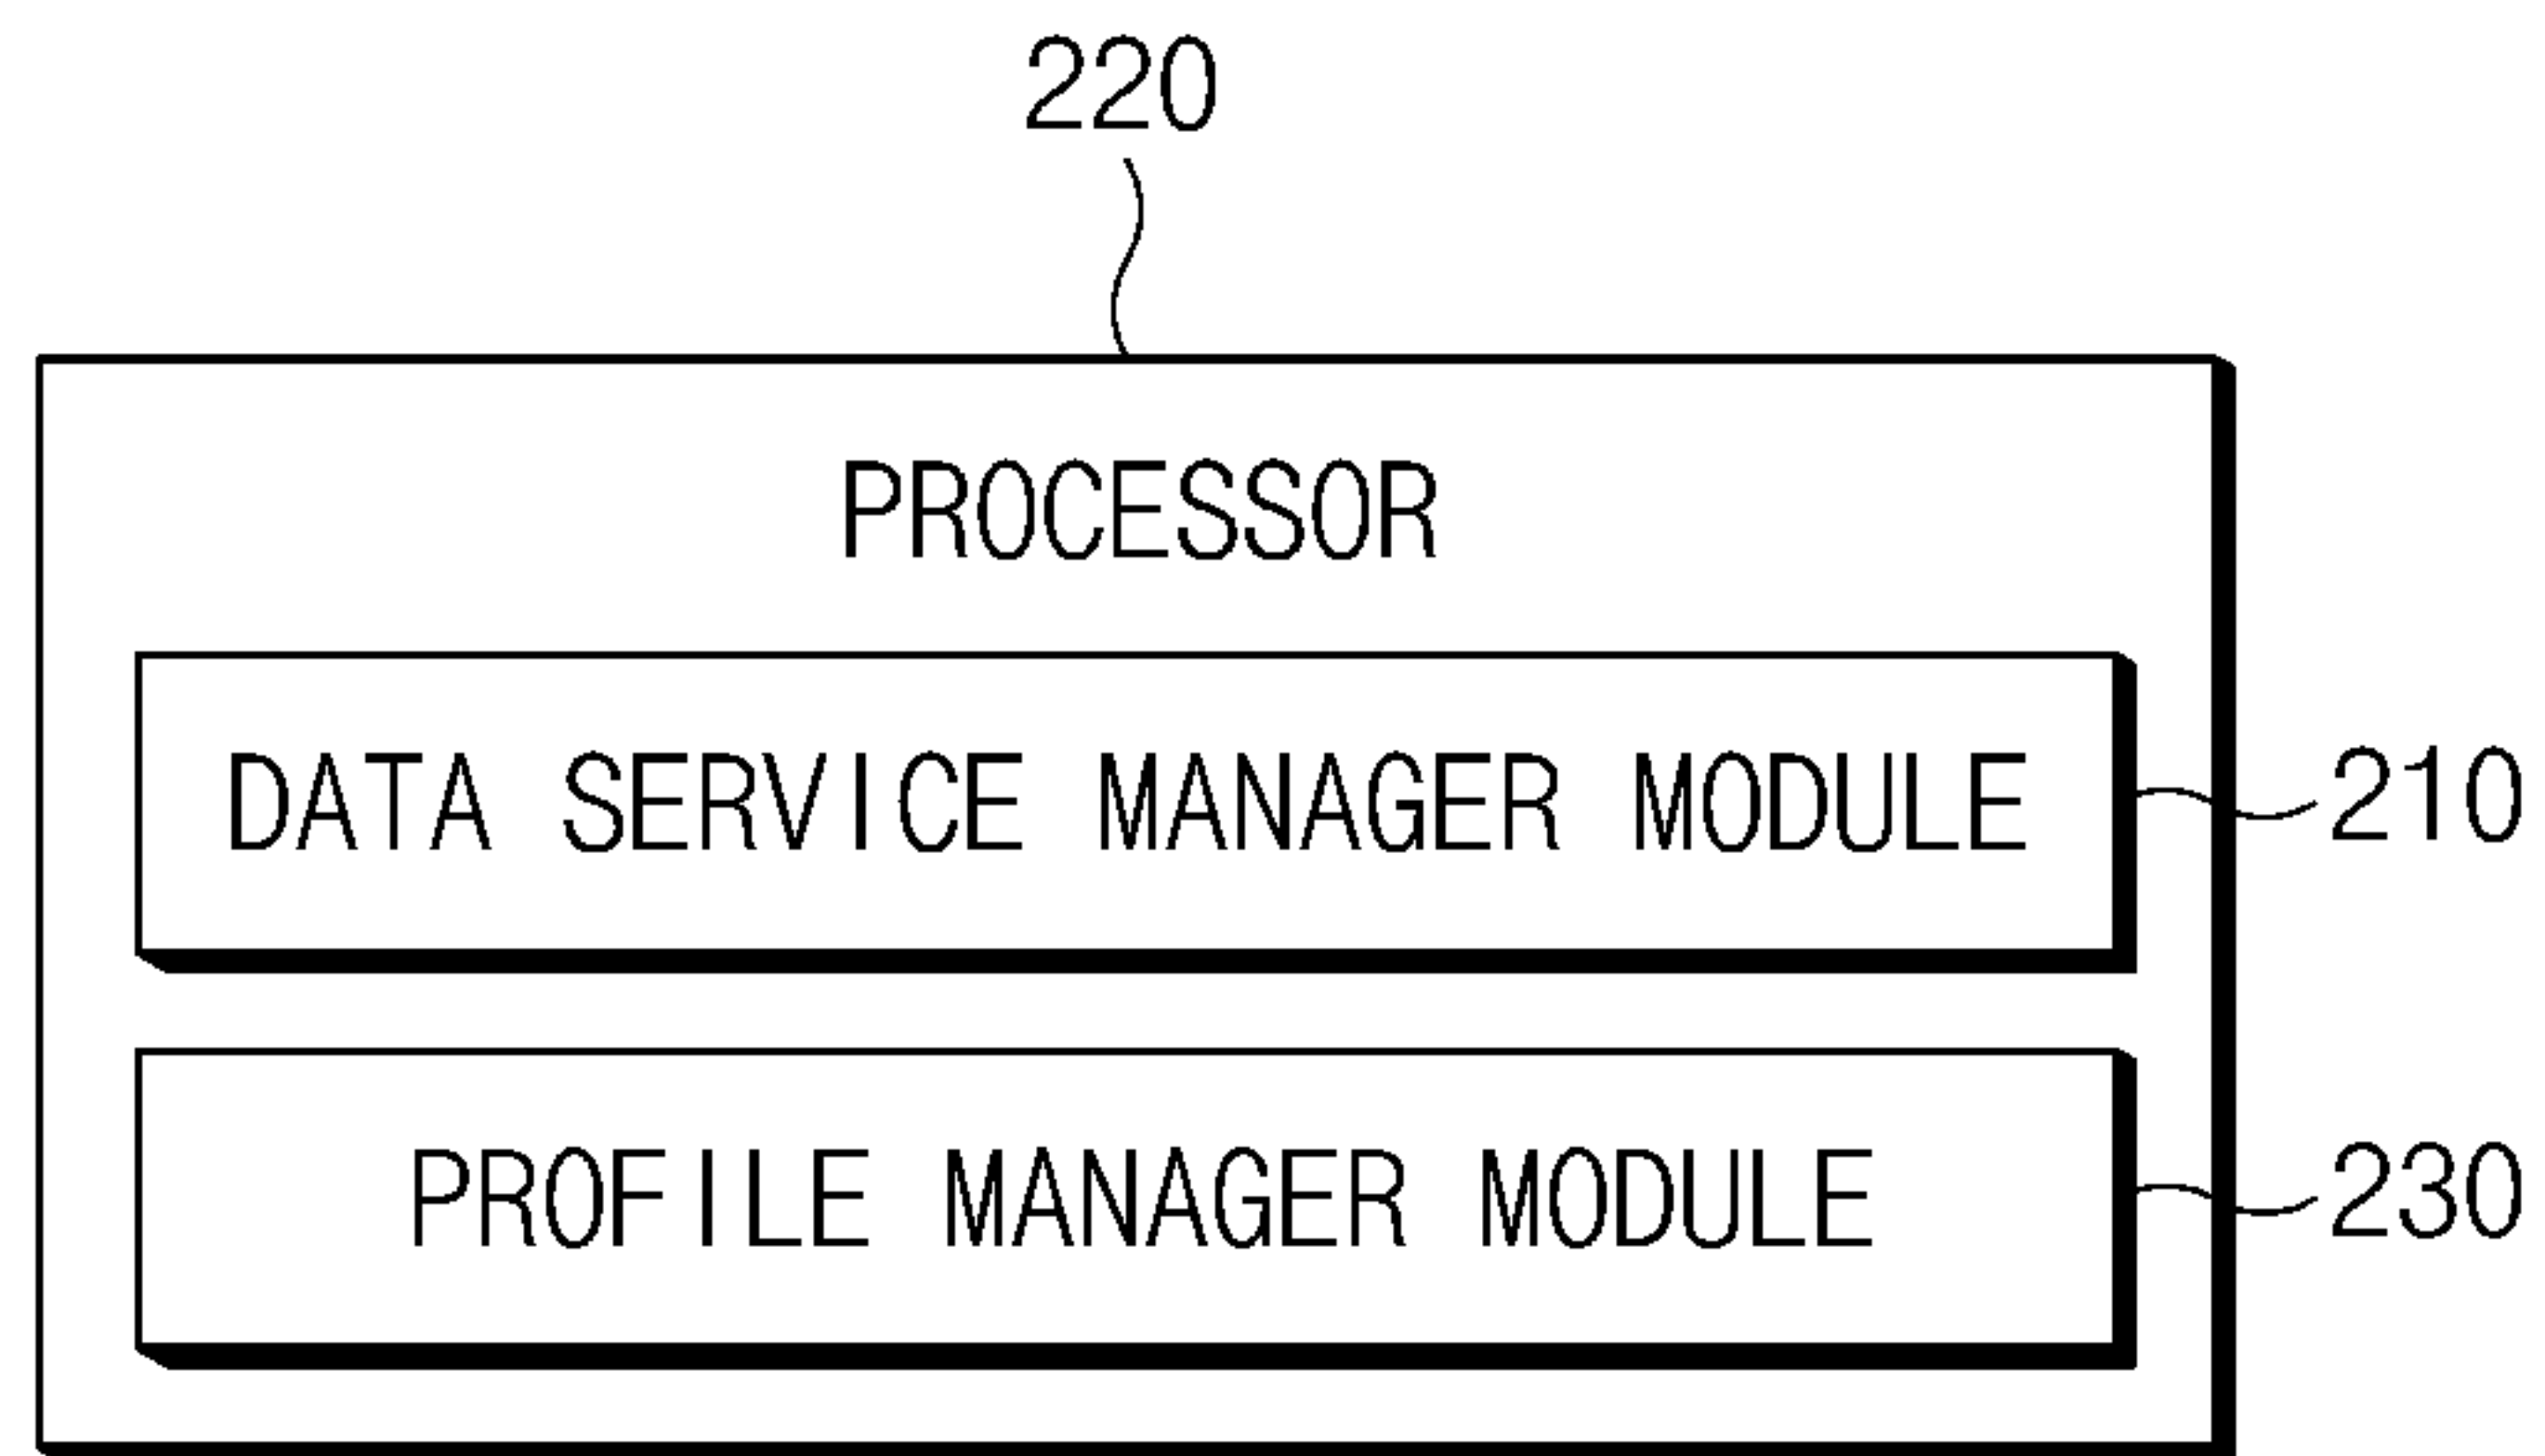 220
PROCESSOR
DATA SERVICE MANAGER MODULE
210
PROFILE MANAGER MODULE
230